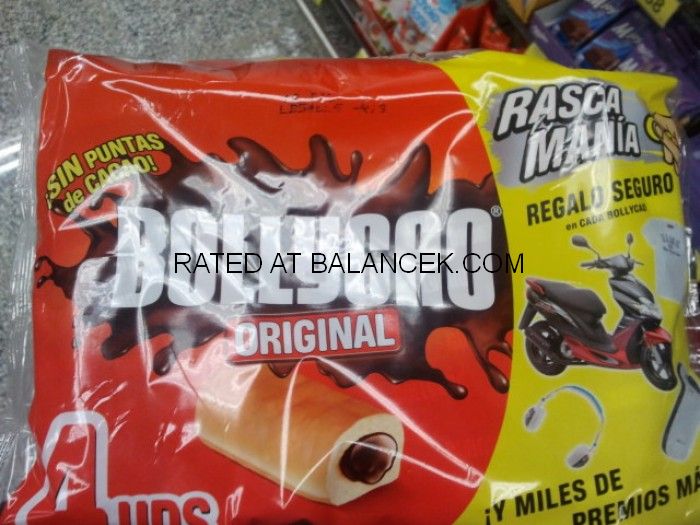 RASCA
MANÍA
REGALO SEGURO
en CADA BOLLYCAO
¡SIN PUNTAS
de CACAO!
BOLLYCAO®
RATED AT BALANCEK.COM
ORIGINAL
4 UDS
¡Y MILES DE
PREMIOS MÁ